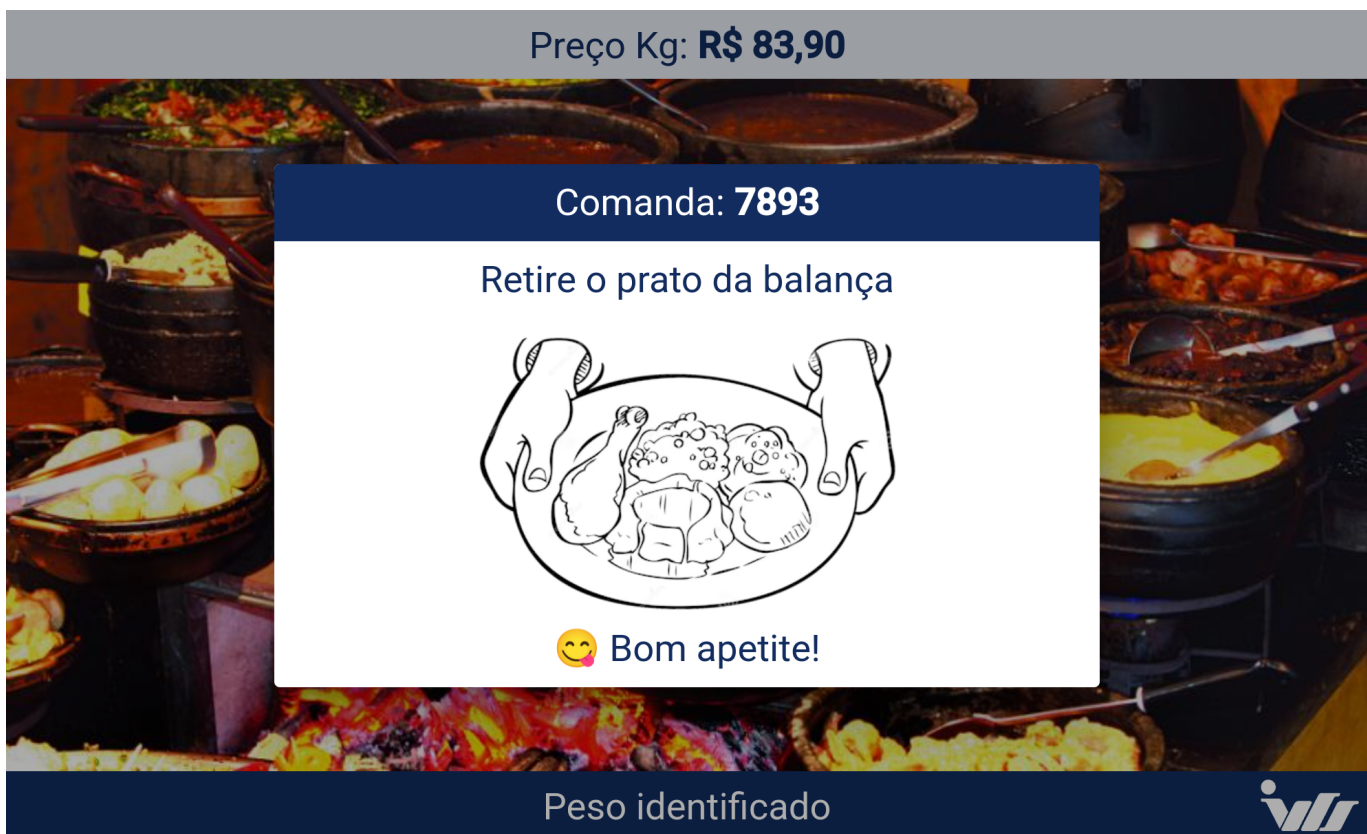 Preço Kg: R$ 83,90
Comanda: 7893
Retire o prato da balança
😋 Bom apetite!
Peso identificado